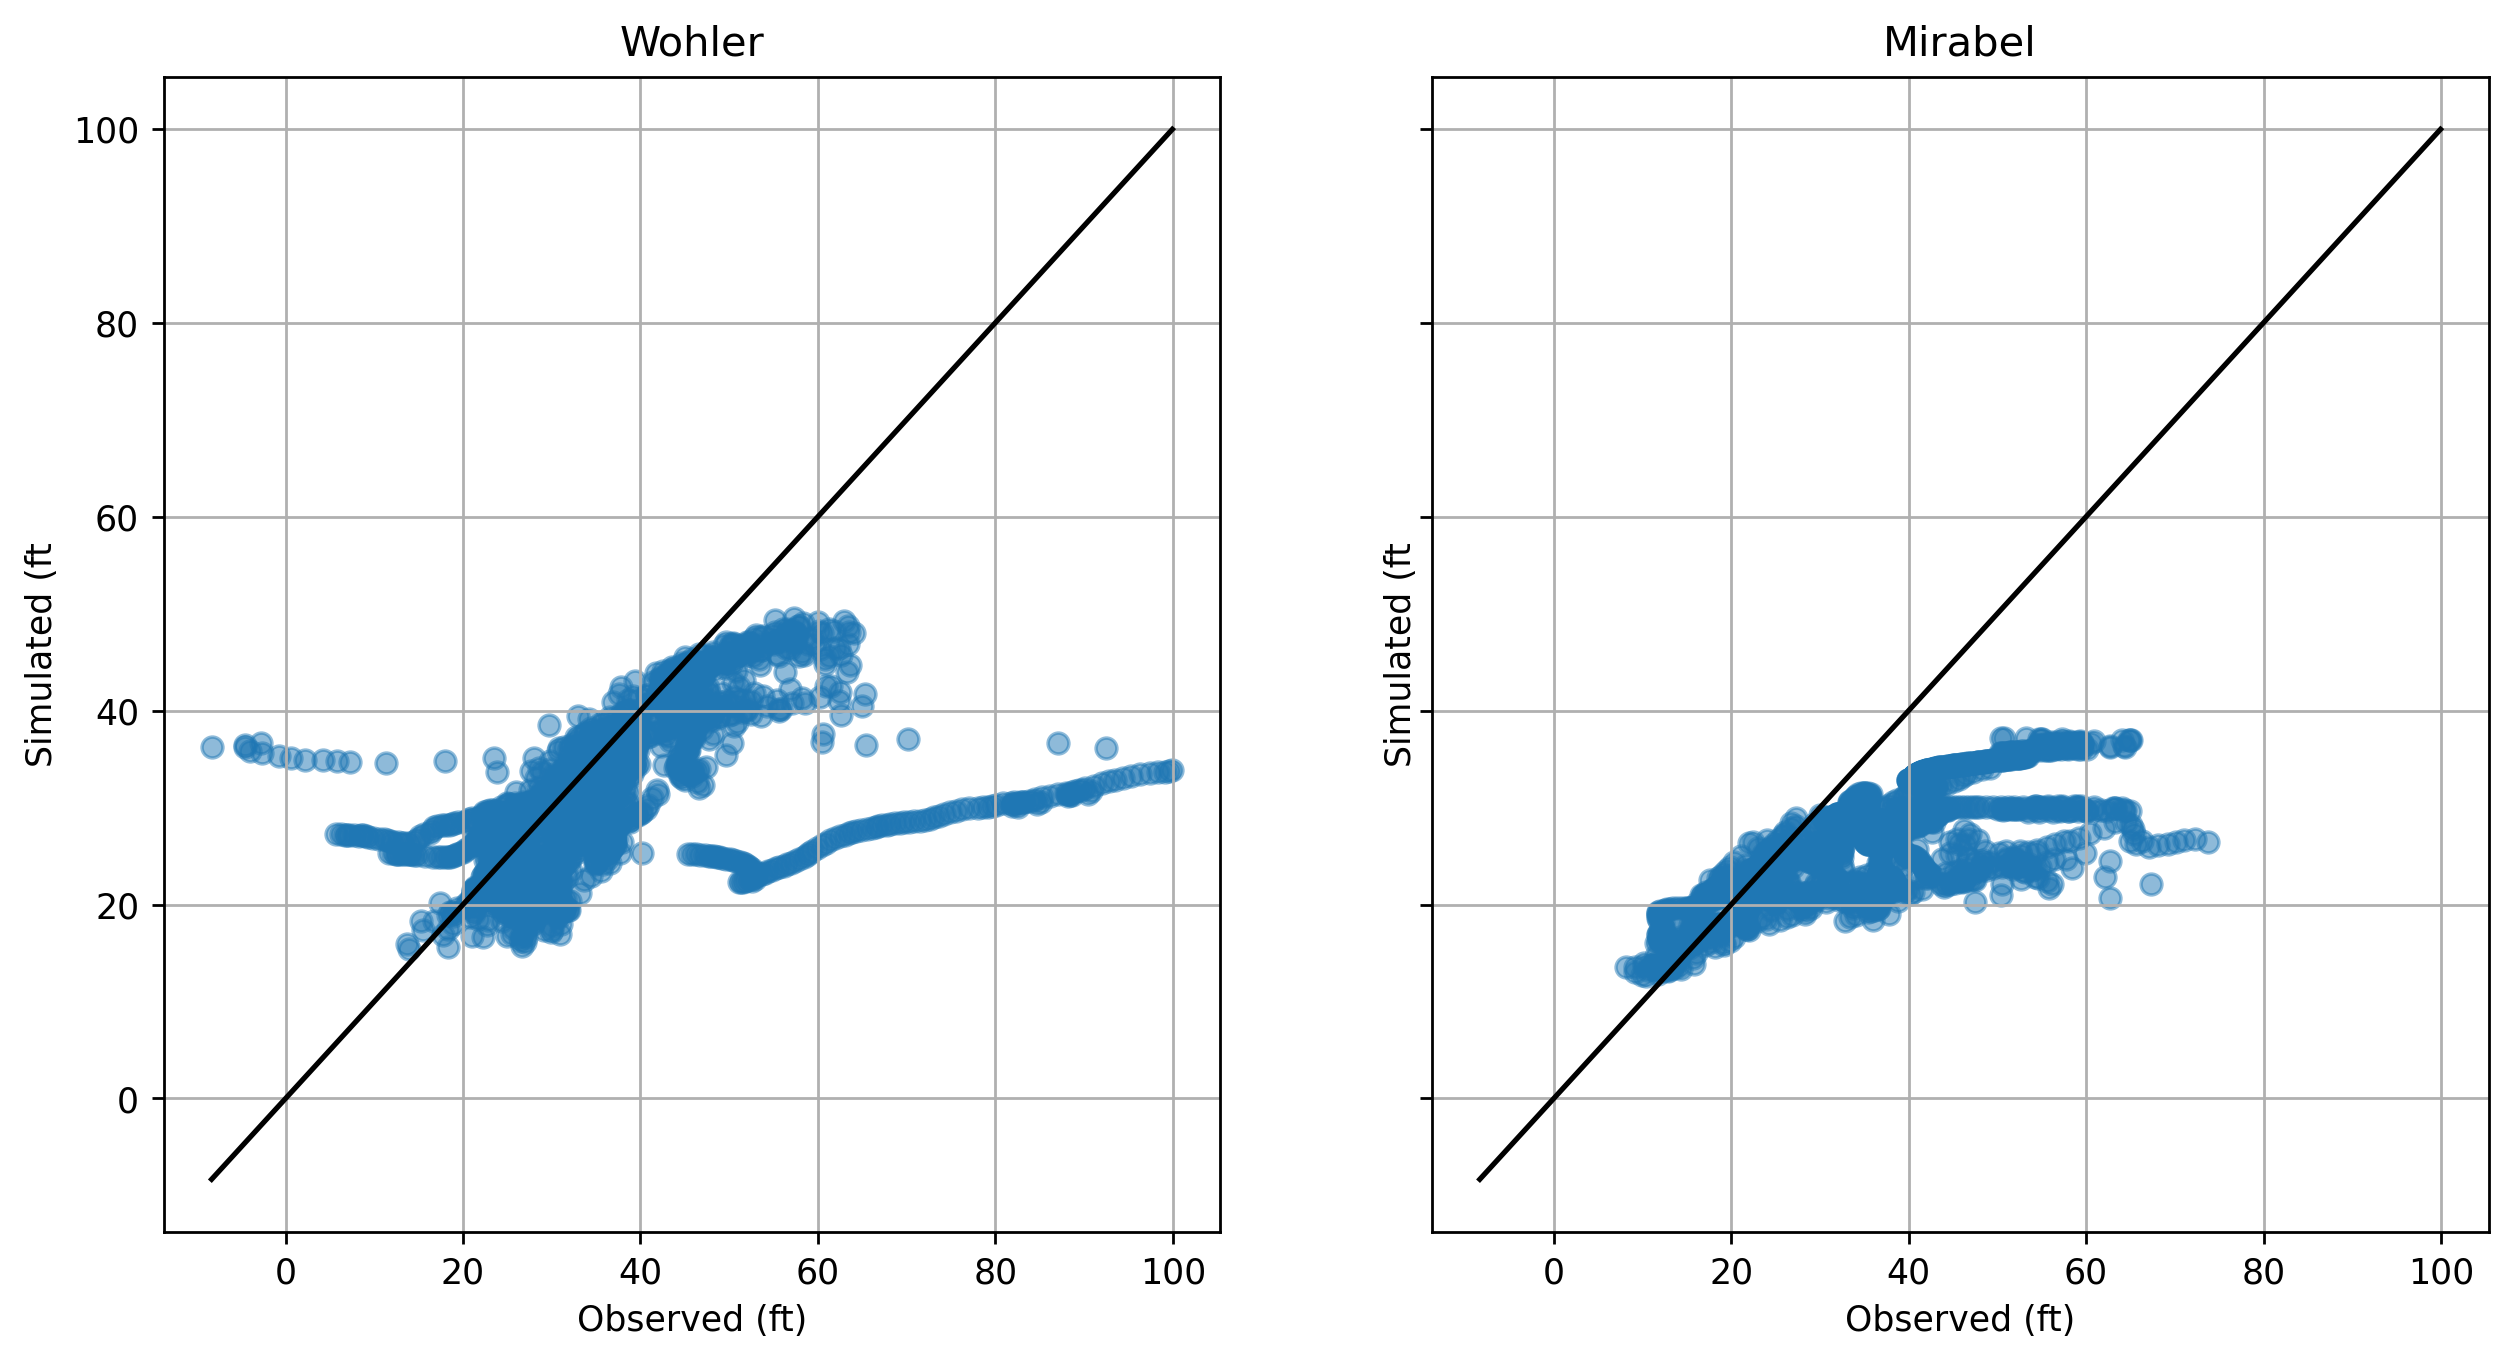 Wohler
Mirabel
100
80
60
40
20
0
Simulated (ft
0 20 40 60 80 100
Observed (ft)
Simulated (ft
0 20 40 60 80 100
Observed (ft)